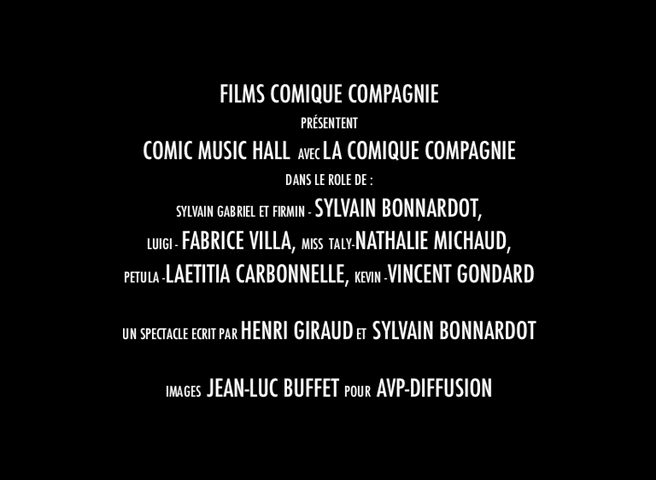 FILMS COMIQUE COMPAGNIE
PRÉSENTENT
COMIC MUSIC HALL AVEC LA COMIQUE COMPAGNIE
DANS LE ROLE DE :
SYLVAIN GABRIEL ET FIRMIN - SYLVAIN BONNARDOT,
LUIGI - FABRICE VILLA, MISS TALY-NATHALIE MICHAUD,
PETULA -LAETITIA CARBONNELLE, KEVIN -VINCENT GONDARD
UN SPECTACLE ECRIT PAR HENRI GIRAUD ET SYLVAIN BONNARDOT
IMAGES JEAN-LUC BUFFET POUR AVP-DIFFUSION